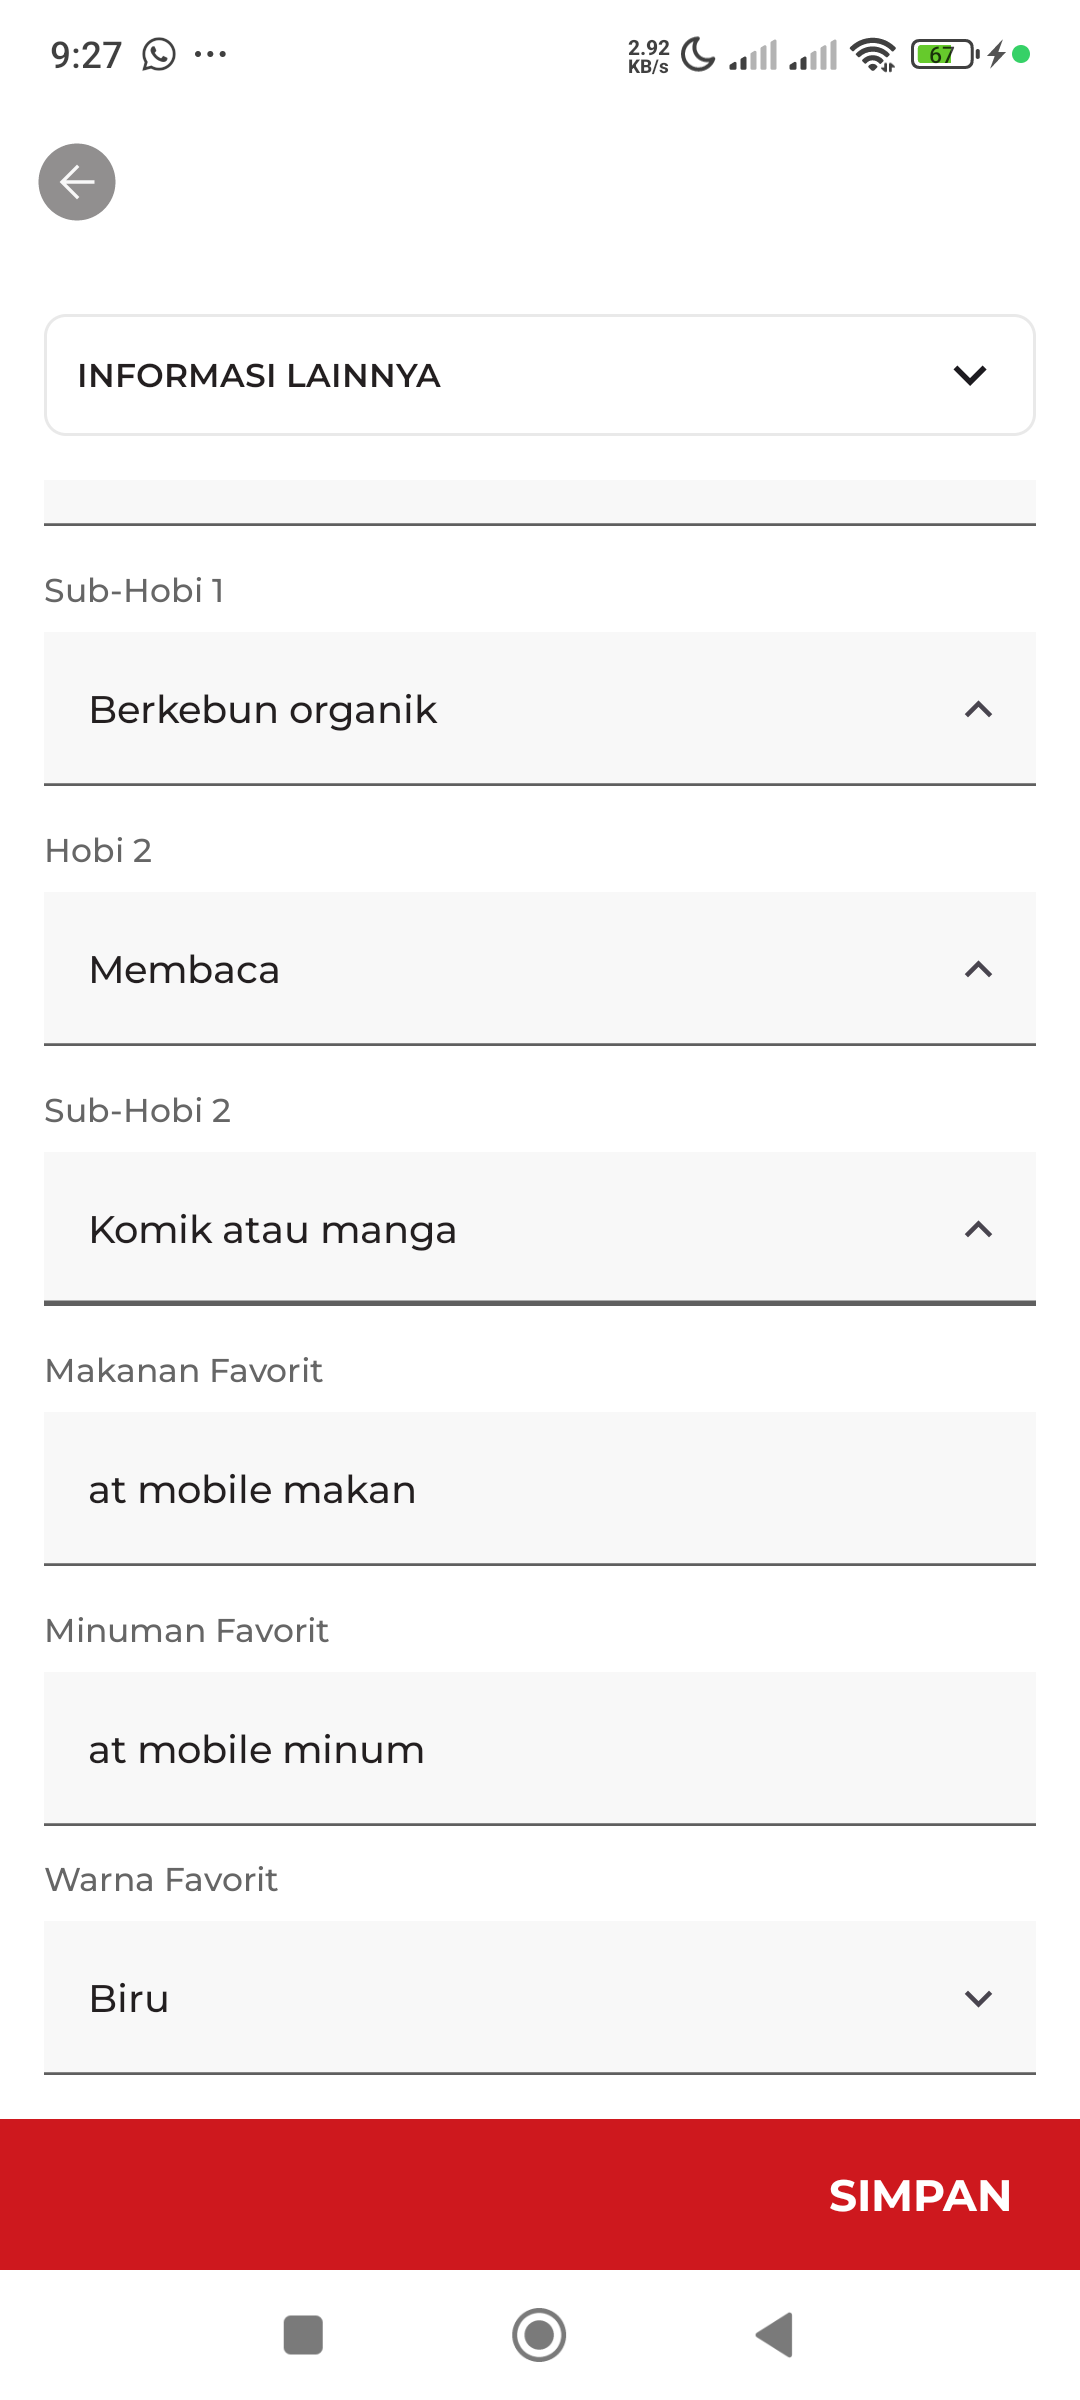 9:27
2.92
KB/s
67
INFORMASI LAINNYA
Sub-Hobi 1
Berkebun organik
Hobi 2
Membaca
Sub-Hobi 2
Komik atau manga
Makanan Favorit
at mobile makan
Minuman Favorit
at mobile minum
Warna Favorit
Biru
SIMPAN